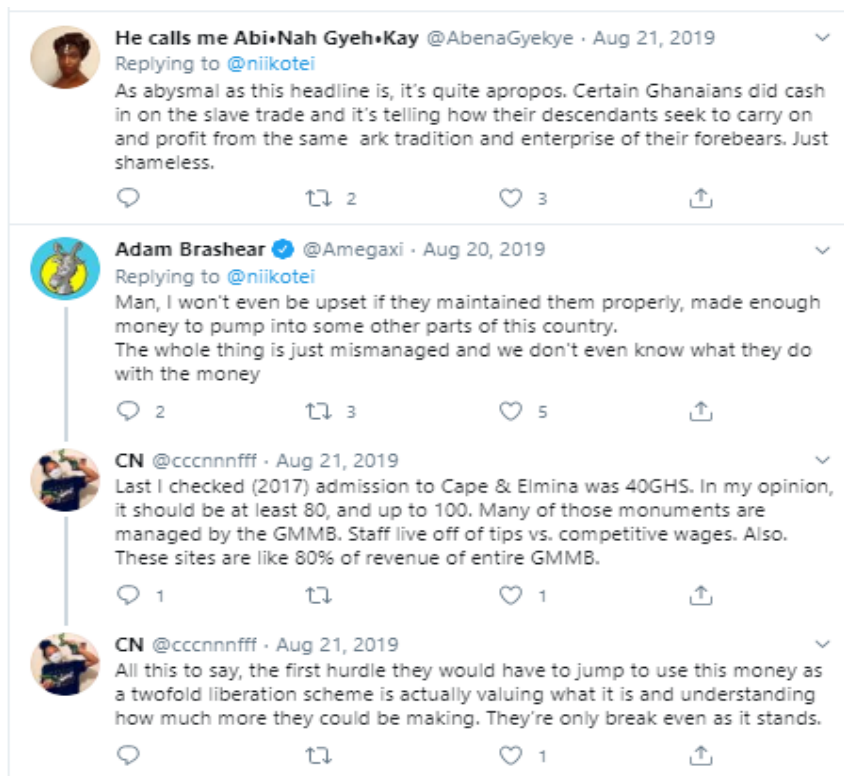 He calls me Abi•Nah Gyeh•Kay @AbenaGyekye · Aug 21, 2019
Replying to @niikotei
As abysmal as this headline is, it's quite apropos. Certain Ghanaians did cash
in on the slave trade and it's telling how their descendants seek to carry on
and profit from the same ark tradition and enterprise of their forebears. Just
shameless.
2 3
Adam Brashear @Amegaxi · Aug 20, 2019
Replying to @niikotei
Man, I won't even be upset if they maintained them properly, made enough
money to pump into some other parts of this country.
The whole thing is just mismanaged and we don't even know what they do
with the money
2 3 5
CN @cccnnnfff · Aug 21, 2019
Last I checked (2017) admission to Cape & Elmina was 40GHS. In my opinion,
it should be at least 80, and up to 100. Many of those monuments are
managed by the GMMB. Staff live off of tips vs. competitive wages. Also.
These sites are like 80% of revenue of entire GMMB.
1 1
CN @cccnnnfff · Aug 21, 2019
All this to say, the first hurdle they would have to jump to use this money as
a twofold liberation scheme is actually valuing what it is and understanding
how much more they could be making. They're only break even as it stands.
1